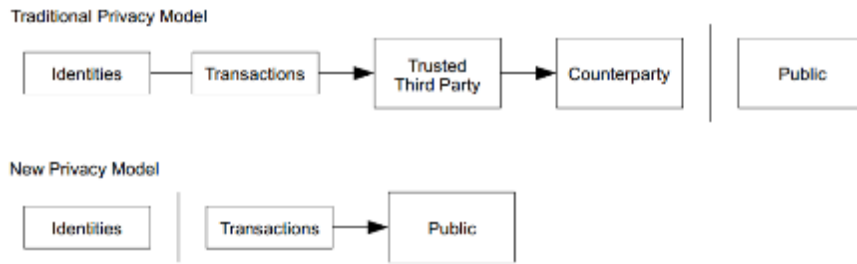 Traditional Privacy Model
Identities
Transactions
Trusted
Third Party
Counterparty
Public
New Privacy Model
Identities
Transactions
Public